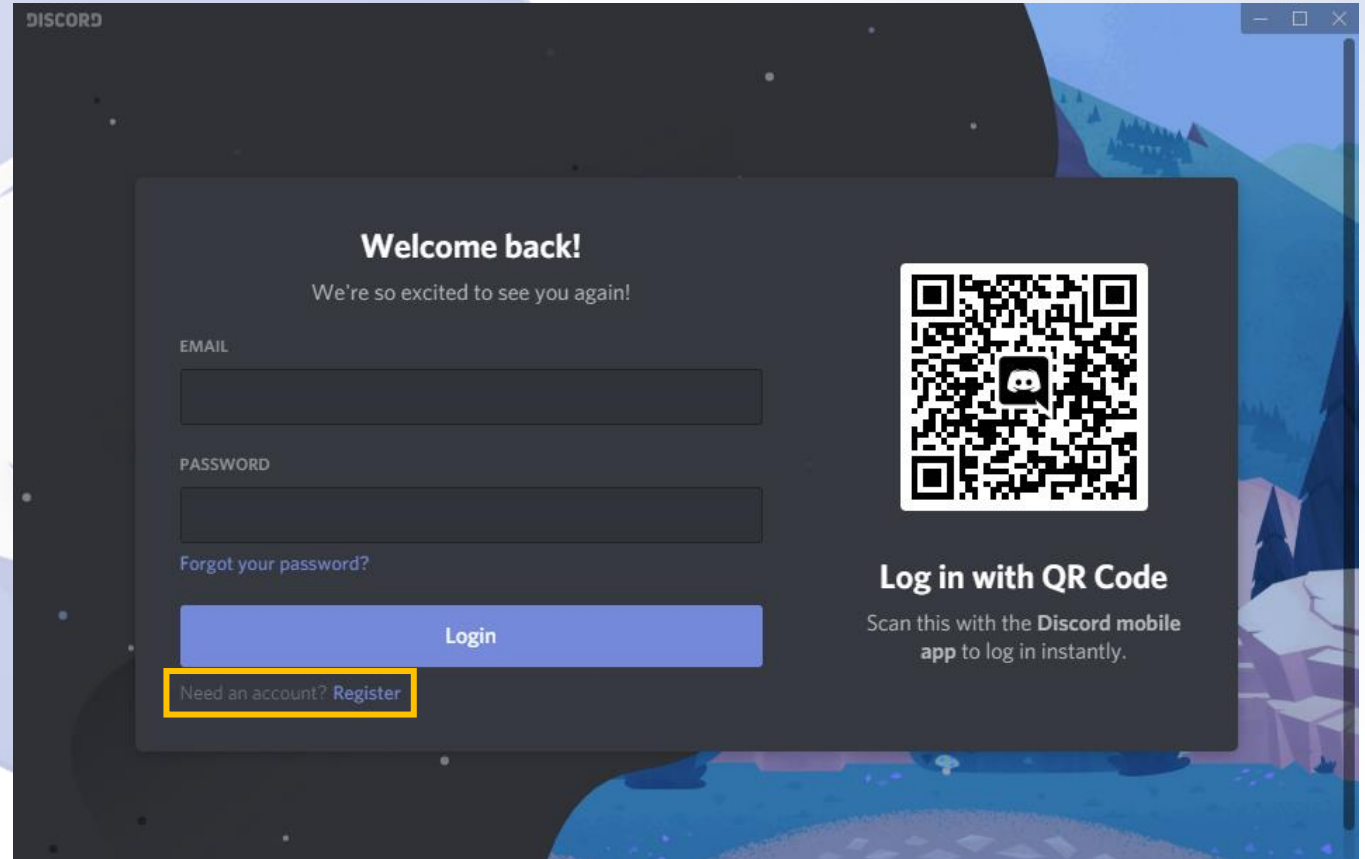 DISCORD
Welcome back!
We're so excited to see you again!
EMAIL
PASSWORD
Forgot your password?
Login
Need an account? Register
Log in with QR Code
Scan this with the Discord mobile
app to log in instantly.